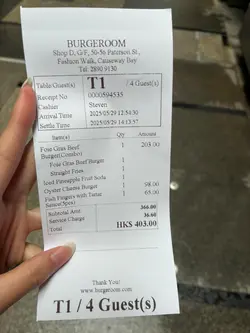 BURGEROOM
Shop D, G/F, 50-56 Paterson St.,
Fashion Walk, Causeway Bay
Tel: 2890 9130
Table/Guest(s) T1 / 4 Guest(s)
Receipt No
Cashier Steven
Arrival Time 2025/05/29 12:54:30
Settle Time 2025/05/29 14:13:57
Item(s) Qty Amount
Foie Gras Beef 1 203.00
Burger(Combo)
Foie Gras Beef Burger 1
Straight Fries 1
Iced Pineapple Fruit Soda 1
Oyster Cheese Burger 1 98.00
Fish Fingers with Tartar 1 65.00
Sauce(5pcs)
Subtotal Amt 366.00
Service Charge 36.60
Total HK$ 403.00
Thank You!
www.burgeroom.com
T1 / 4 Guest(s)